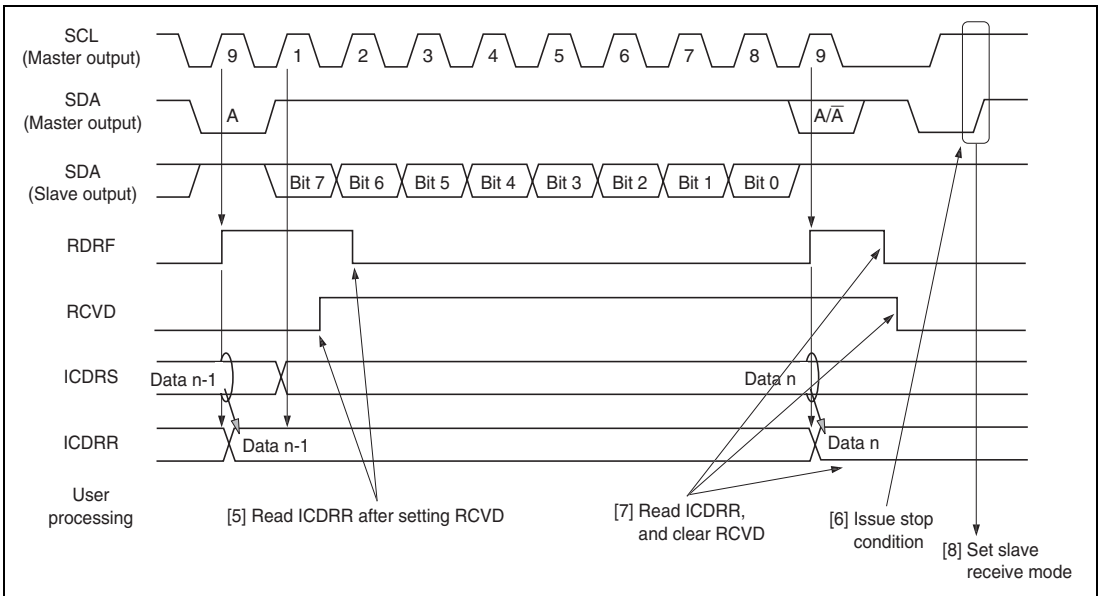 SCL
(Master output)
9 1 2 3 4 5 6 7 8 9
SDA
(Master output)
A A/A̅
SDA
(Slave output)
Bit 7 Bit 6 Bit 5 Bit 4 Bit 3 Bit 2 Bit 1 Bit 0
RDRF
RCVD
ICDRS
Data n-1 Data n
ICDRR
Data n-1 Data n
User
processing
[5] Read ICDRR after setting RCVD
[7] Read ICDRR,
and clear RCVD
[6] Issue stop
condition
[8] Set slave
receive mode